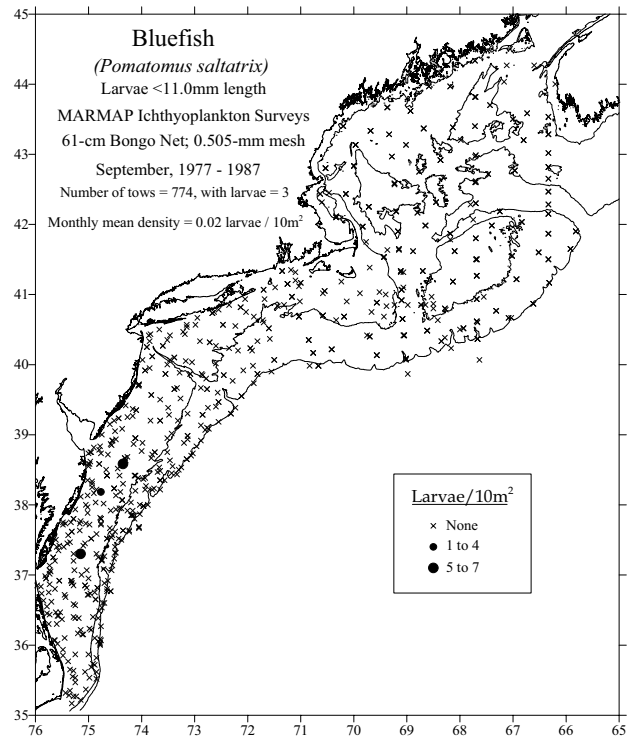 Bluefish
(Pomatomus saltatrix)
Larvae <11.0mm length
MARMAP Ichthyoplankton Surveys
61-cm Bongo Net; 0.505-mm mesh
September, 1977 - 1987
Number of tows = 774, with larvae = 3
Monthly mean density = 0.02 larvae / 10m²
45
44
43
42
41
40
39
38
37
36
35
Larvae/10m²
None
1 to 4
5 to 7
76 75 74 73 72 71 70 69 68 67 66 65